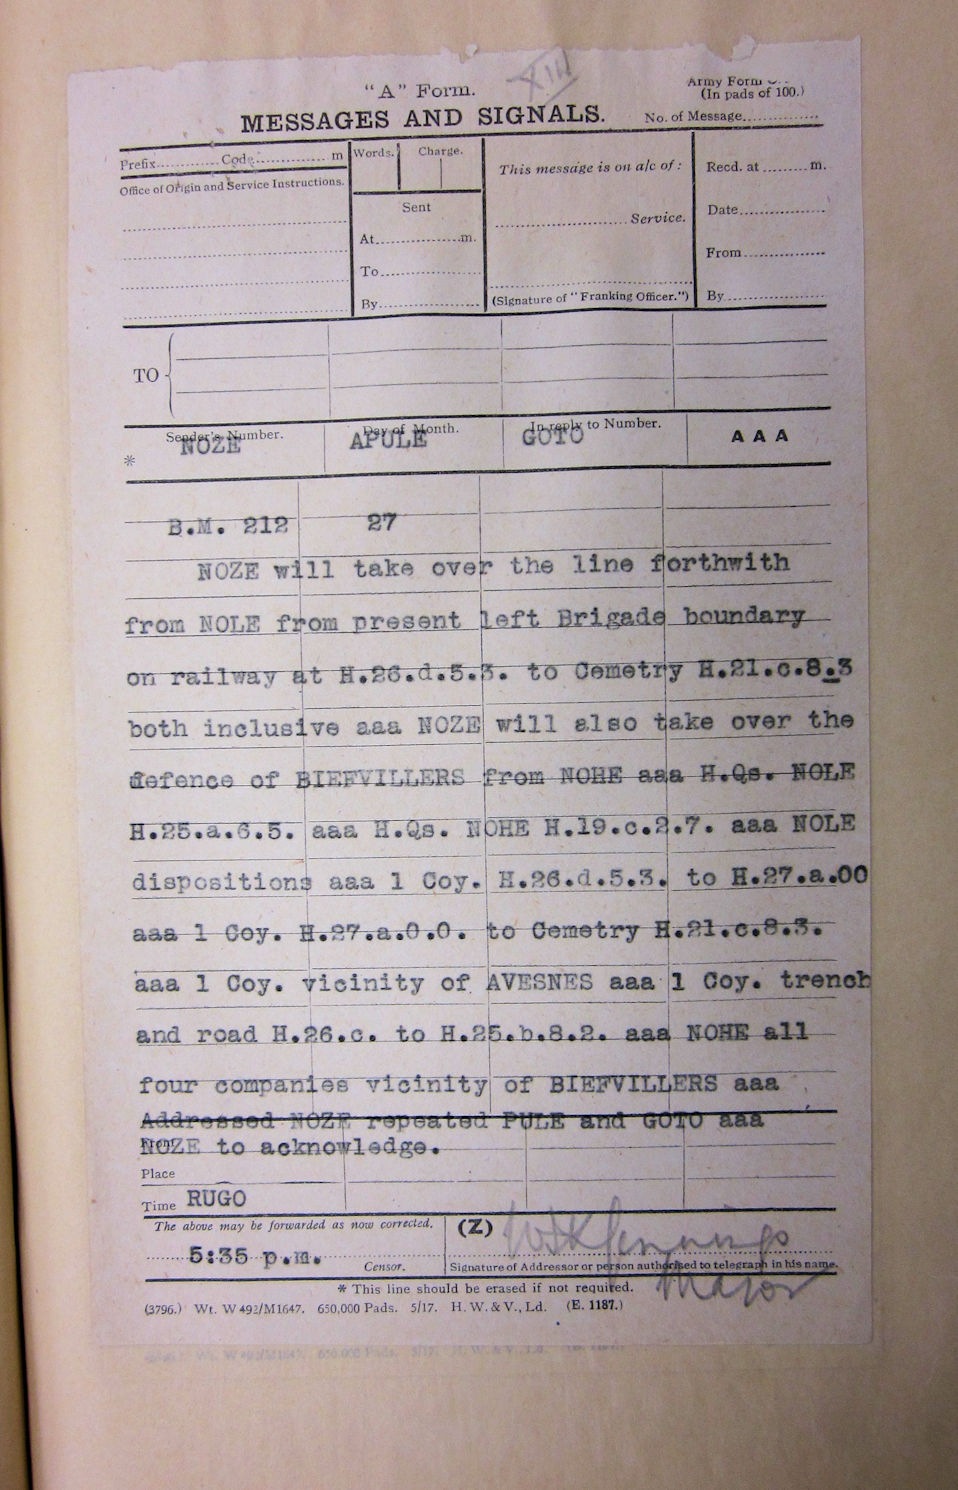 XIII
"A" Form.
Army Form
MESSAGES AND SIGNALS.
(In pads of 100.)
No. of Message
Prefix Code m
Words. Charge.
This message is on a/c of :
Recd. at m.
Office of Origin and Service Instructions.
Sent
Service.
Date
At m.
From
To
By
(Signature of "Franking Officer.")
By
TO
Sender's Number. Day of Month. In reply to Number. A A A
* NOZE APULE GOTO
B.M. 212 27
NOZE will take over the line forthwith
from NOLE from present left Brigade boundary
on railway at H.26.d.5.3. to Cemetry H.21.c.8.3
both inclusive aaa NOZE will also take over the
defence of BIEFVILLERS from NOHE aaa H.Qs. NOLE
H.25.a.6.5. aaa H.Qs. NOHE H.19.c.2.7. aaa NOLE
dispositions aaa 1 Coy. H.26.d.5.3. to H.27.a.00
aaa 1 Coy. H.27.a.0.0. to Cemetry H.21.c.8.3.
aaa 1 Coy. vicinity of AVESNES aaa 1 Coy. trench
and road H.26.c. to H.25.b.8.2. aaa NOHE all
four companies vicinity of BIEFVILLERS aaa
Addressed NOZE repeated PULE and GOTO aaa
NOZE to acknowledge.
Place
Time RUGO
The above may be forwarded as now corrected. (Z) Jennings
5:35 p.m. Censor. Signature of Addressor or person authorised to telegraph in his name.
Major
* This line should be erased if not required.
(3796.) Wt. W 492/M1647. 650,000 Pads. 5/17. H. W. & V., Ld. (E. 1187.)